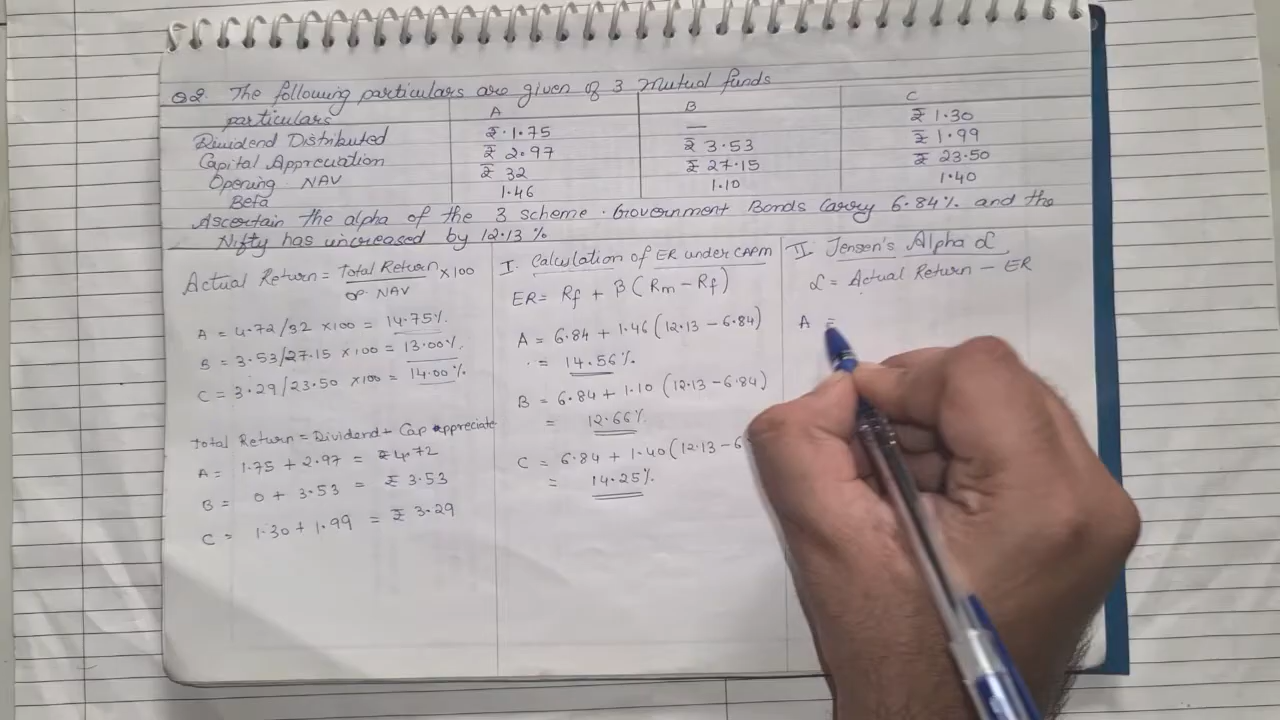 Q2 The following particulars are given of 3 Mutual funds
particulars A B C
Dividend Distributed ₹ 1.75 — ₹ 1.30
Capital Appreciation ₹ 2.97 ₹ 3.53 ₹ 1.99
Opening NAV ₹ 32 ₹ 27.15 ₹ 23.50
Beta 1.46 1.10 1.40
Ascertain the alpha of the 3 scheme. Government Bonds carry 6.84% and the
Nifty has increased by 12.13%
Actual Return = Total Return / OP. NAV × 100
A = 4.72/32 × 100 = 14.75%
B = 3.53/27.15 × 100 = 13.00%
C = 3.29/23.50 × 100 = 14.00%
Total Return = Dividend + Cap Appreciate
A = 1.75 + 2.97 = ₹ 4.72
B = 0 + 3.53 = ₹ 3.53
C = 1.30 + 1.99 = ₹ 3.29
I. Calculation of ER under CAPM
ER = Rf + β (Rm − Rf)
A = 6.84 + 1.46 (12.13 − 6.84)
= 14.56%
B = 6.84 + 1.10 (12.13 − 6.84)
= 12.66%
C = 6.84 + 1.40 (12.13 − 6
= 14.25%
II Jensen's Alpha α
α = Actual Return − ER
A =